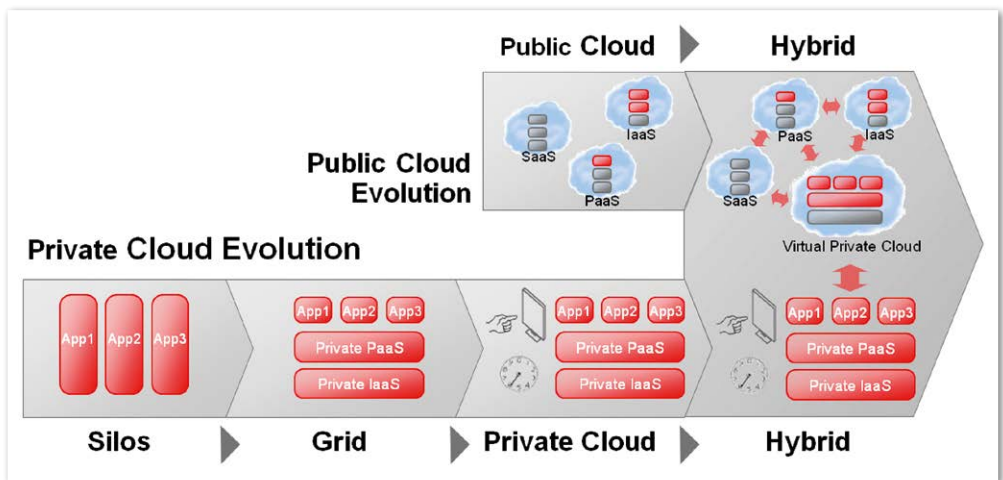 Public Cloud
Hybrid
IaaS
SaaS
PaaS
PaaS
IaaS
SaaS
Virtual Private Cloud
Public Cloud
Evolution
Private Cloud Evolution
App1 App2 App3
App1 App2 App3
Private PaaS
Private IaaS
App1 App2 App3
Private PaaS
Private IaaS
App1 App2 App3
Private PaaS
Private IaaS
Silos
Grid
Private Cloud
Hybrid